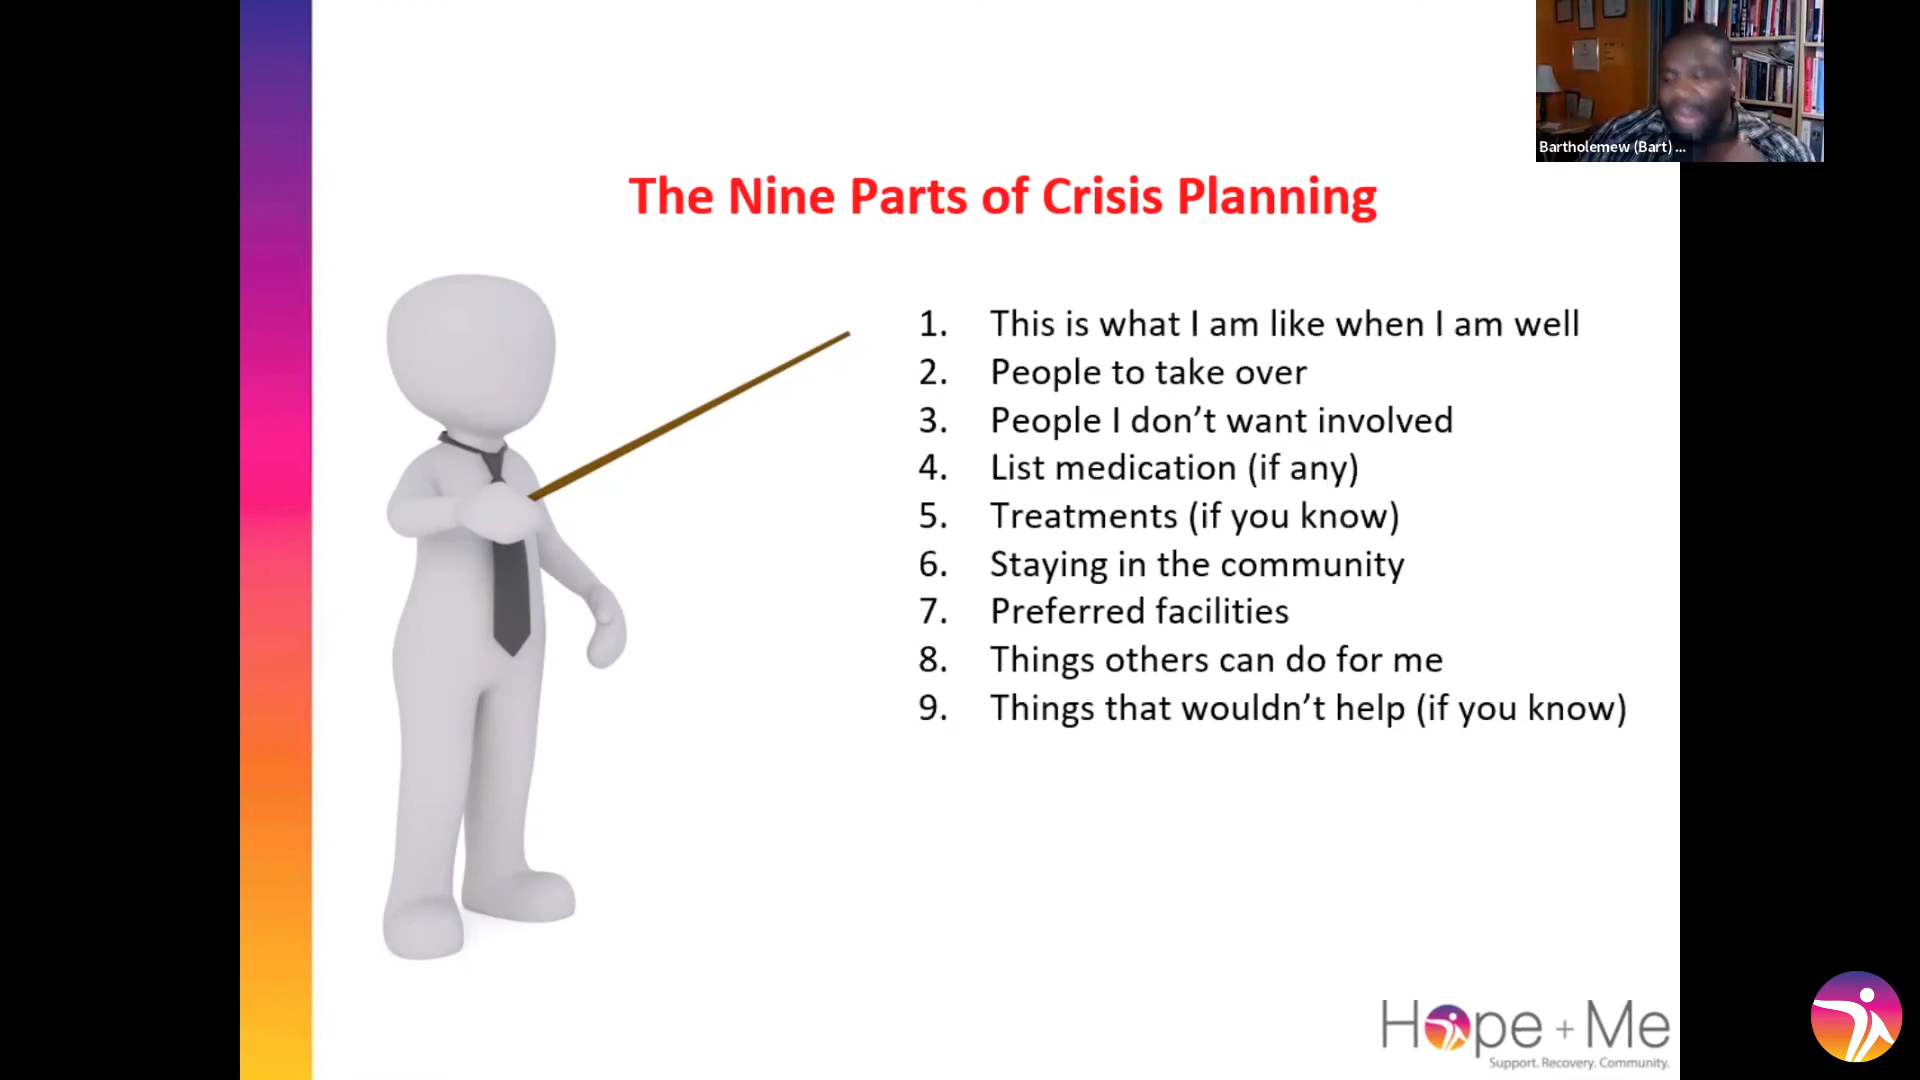 Bartholemew (Bart) ...
The Nine Parts of Crisis Planning
1. This is what I am like when I am well
2. People to take over
3. People I don’t want involved
4. List medication (if any)
5. Treatments (if you know)
6. Staying in the community
7. Preferred facilities
8. Things others can do for me
9. Things that wouldn’t help (if you know)
Hope + Me
Support. Recovery. Community.